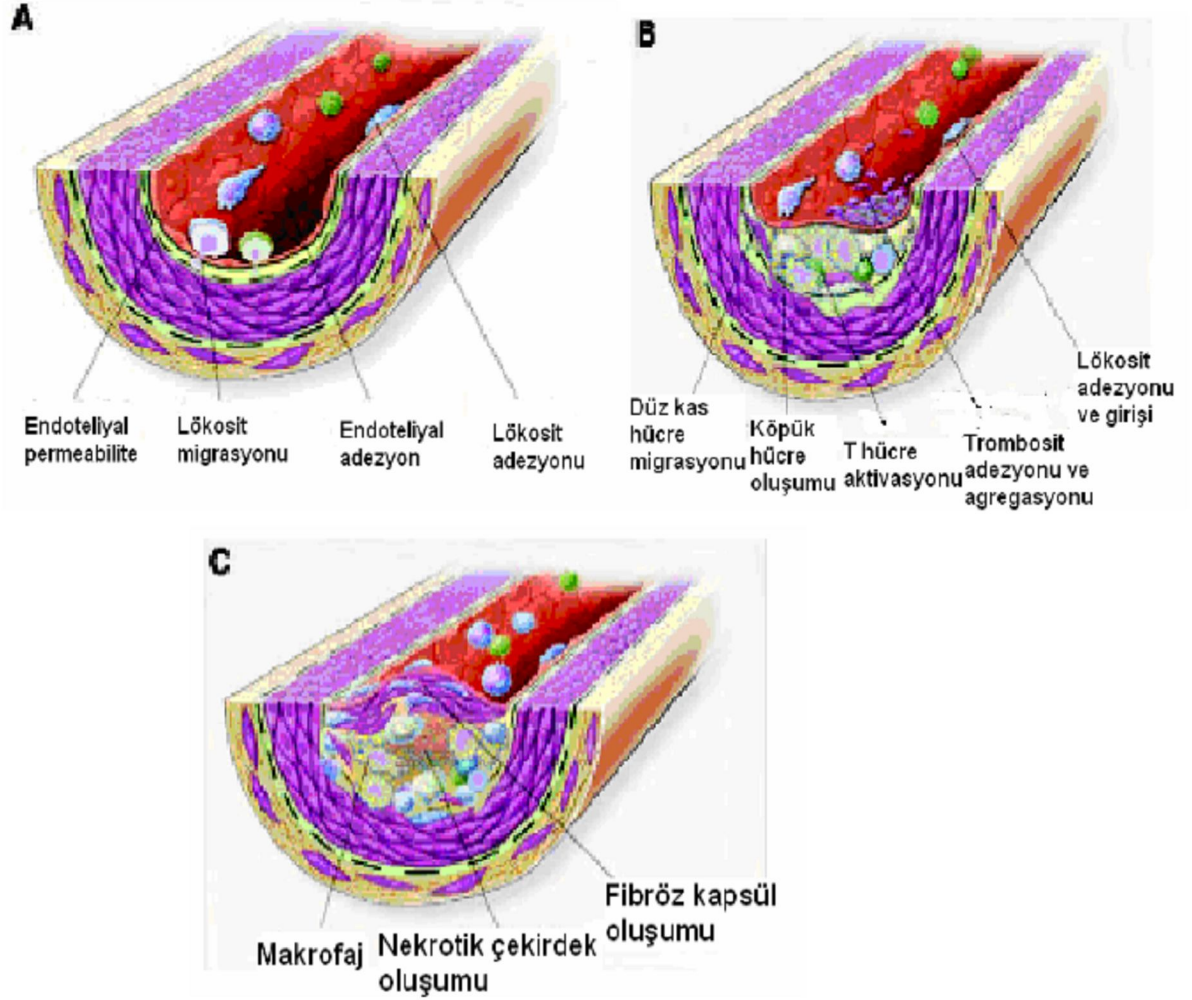 A
Endoteliyal
permeabilite
Lökosit
migrasyonu
Endoteliyal
adezyon
Lökosit
adezyonu
B
Düz kas
hücre
migrasyonu
Köpük
hücre
oluşumu
T hücre
aktivasyonu
Trombosit
adezyonu ve
agregasyonu
Lökosit
adezyonu
ve girişi
C
Makrofaj
Nekrotik çekirdek
oluşumu
Fibröz kapsül
oluşumu